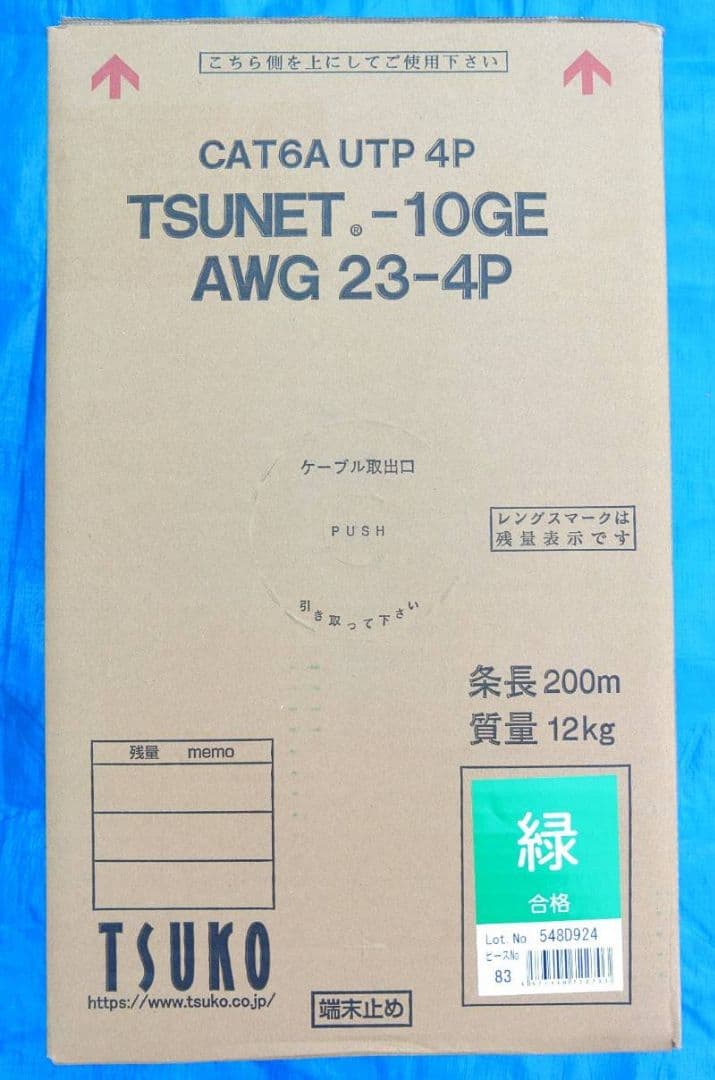 こちら側を上にしてご使用下さい
CAT6A UTP 4P
TSUNET®-10GE
AWG 23-4P
ケーブル取出口
PUSH
引き取って下さい
レングスマークは
残量表示です
条長 200m
質量 12kg
残量 memo
緑
合格
Lot. No 548D924
ピースNo
83
TSUKO
https://www.tsuko.co.jp/
端末止め